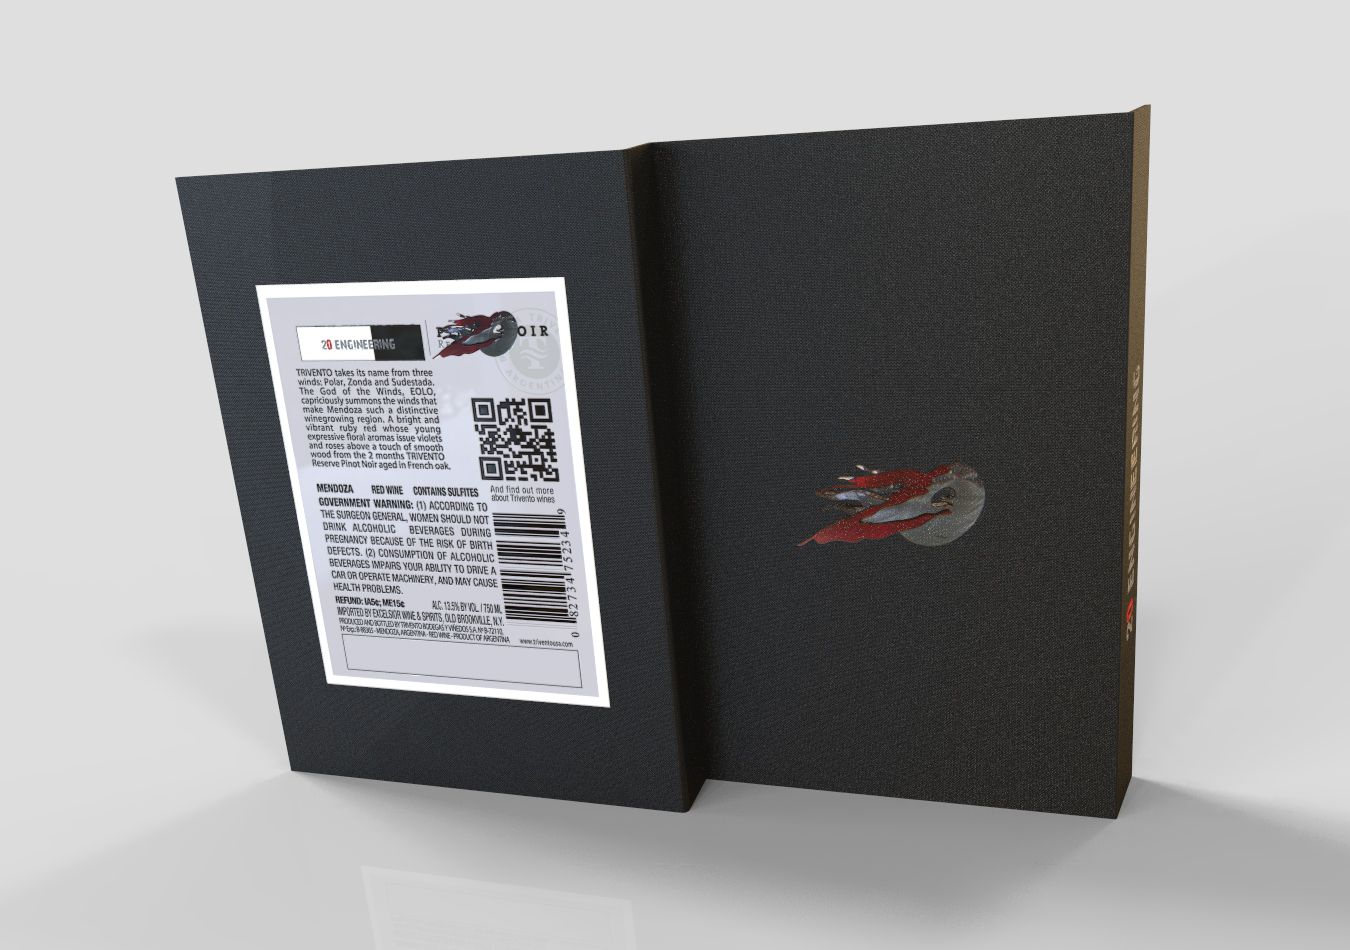 20 ENGINEERING
OIR
TRIVENTO takes its name from three
winds: Polar, Zonda and Sudestada.
The God of the Winds, EOLO,
capriciously summons the winds that
make Mendoza such a distinctive
winegrowing region. A bright and
vibrant ruby red whose young
expressive floral aromas issue violets
and roses above a touch of smooth
wood from the 2 months TRIVENTO
Reserve Pinot Noir aged in French oak.
And find out more
about Trivento wines
MENDOZA RED WINE CONTAINS SULFITES
GOVERNMENT WARNING: (1) ACCORDING TO
THE SURGEON GENERAL, WOMEN SHOULD NOT
DRINK ALCOHOLIC BEVERAGES DURING
PREGNANCY BECAUSE OF THE RISK OF BIRTH
DEFECTS. (2) CONSUMPTION OF ALCOHOLIC
BEVERAGES IMPAIRS YOUR ABILITY TO DRIVE A
CAR OR OPERATE MACHINERY, AND MAY CAUSE
HEALTH PROBLEMS.
0 82734 75234 9
REFUND: IA5¢; ME15¢ ALC. 13.5% BY VOL. / 750 ML
IMPORTED BY EXCELSIOR WINE & SPIRITS, OLD BROOKVILLE, N.Y.
PRODUCED AND BOTTLED BY TRIVENTO BODEGAS Y VIÑEDOS S.A. Nº B-72110.
MENDOZA, ARGENTINA - RED WINE - PRODUCT OF ARGENTINA
www.triventousa.com
20 ENGINEERING